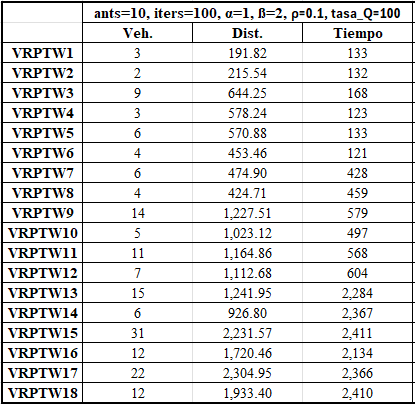 ants=10, iters=100, α=1, ß=2, ρ=0.1, tasa_Q=100
Veh. Dist. Tiempo
VRPTW1 3 191.82 133
VRPTW2 2 215.54 132
VRPTW3 9 644.25 168
VRPTW4 3 578.24 123
VRPTW5 6 570.88 133
VRPTW6 4 453.46 121
VRPTW7 6 474.90 428
VRPTW8 4 424.71 459
VRPTW9 14 1,227.51 579
VRPTW10 5 1,023.12 497
VRPTW11 11 1,164.86 568
VRPTW12 7 1,112.68 604
VRPTW13 15 1,241.95 2,284
VRPTW14 6 926.80 2,367
VRPTW15 31 2,231.57 2,411
VRPTW16 12 1,720.46 2,134
VRPTW17 22 2,304.95 2,366
VRPTW18 12 1,933.40 2,410